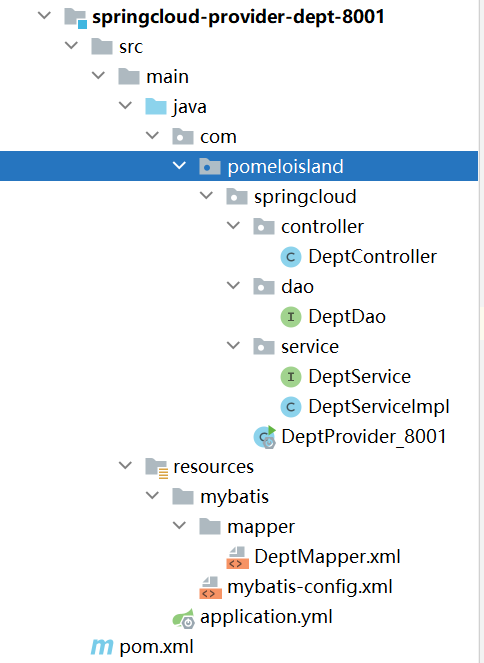 springcloud-provider-dept-8001
src
main
java
com
pomeloisland
springcloud
controller
DeptController
dao
DeptDao
service
DeptService
DeptServiceImpl
DeptProvider_8001
resources
mybatis
mapper
DeptMapper.xml
mybatis-config.xml
application.yml
pom.xml